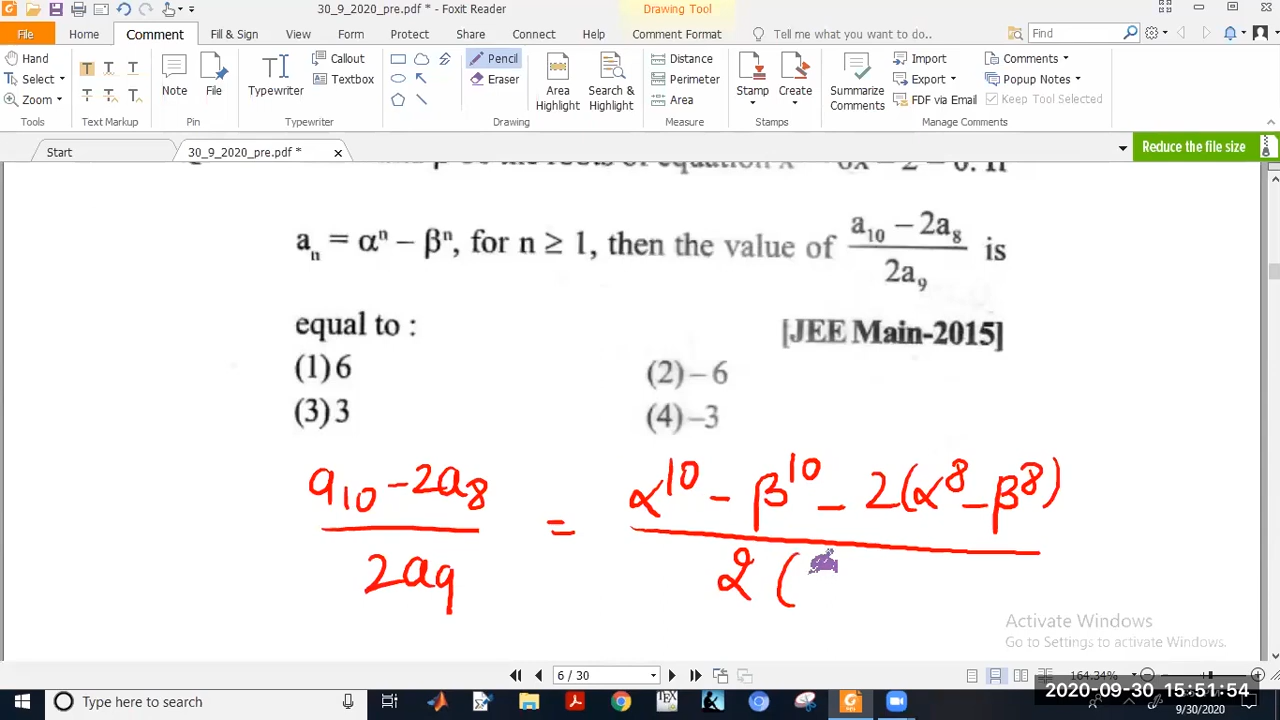 30_9_2020_pre.pdf * - Foxit Reader
Drawing Tool
File Home Comment Fill & Sign View Form Protect Share Connect Help Comment Format Tell me what you want to do.. Find
Hand
Select
Zoom
Tools
Text Markup
Note
File
Pin
Typewriter
Callout
Textbox
Typewriter
Pencil
Eraser
Drawing
Area Highlight
Search & Highlight
Distance
Perimeter
Area
Measure
Stamp
Create
Stamps
Summarize Comments
Import
Export
FDF via Email
Comments
Popup Notes
Keep Tool Selected
Manage Comments
Start
30_9_2020_pre.pdf * x
Reduce the file size
aₙ = αⁿ – βⁿ, for n ≥ 1, then the value of (a₁₀ – 2a₈)/(2a₉) is
equal to :
[JEE Main-2015]
(1) 6
(2) – 6
(3) 3
(4) –3
(a₁₀ – 2a₈)/(2a₉) = (α¹⁰ – β¹⁰ – 2(α⁸ – β⁸))/(2(
Activate Windows
Go to Settings to activate Windows.
6 / 30
164.34%
2020-09-30 15:51:54
Type here to search
9/30/2020